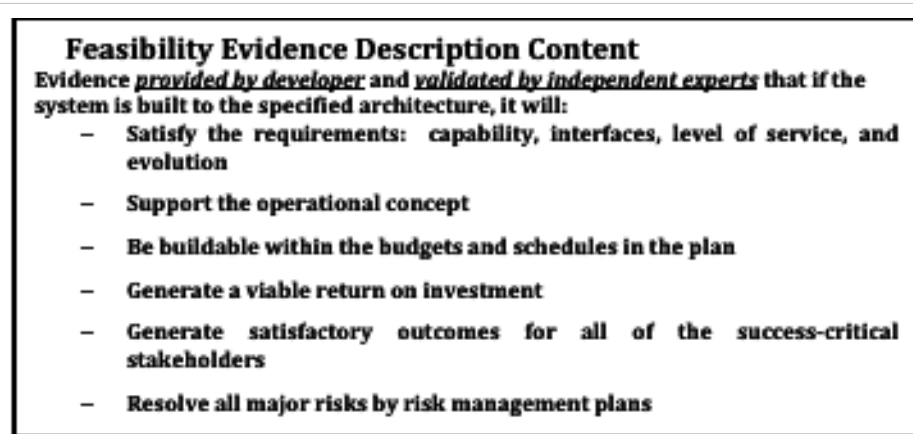 Feasibility Evidence Description Content
Evidence provided by developer and validated by independent experts that if the
system is built to the specified architecture, it will:
– Satisfy the requirements: capability, interfaces, level of service, and
evolution
– Support the operational concept
– Be buildable within the budgets and schedules in the plan
– Generate a viable return on investment
– Generate satisfactory outcomes for all of the success-critical
stakeholders
– Resolve all major risks by risk management plans